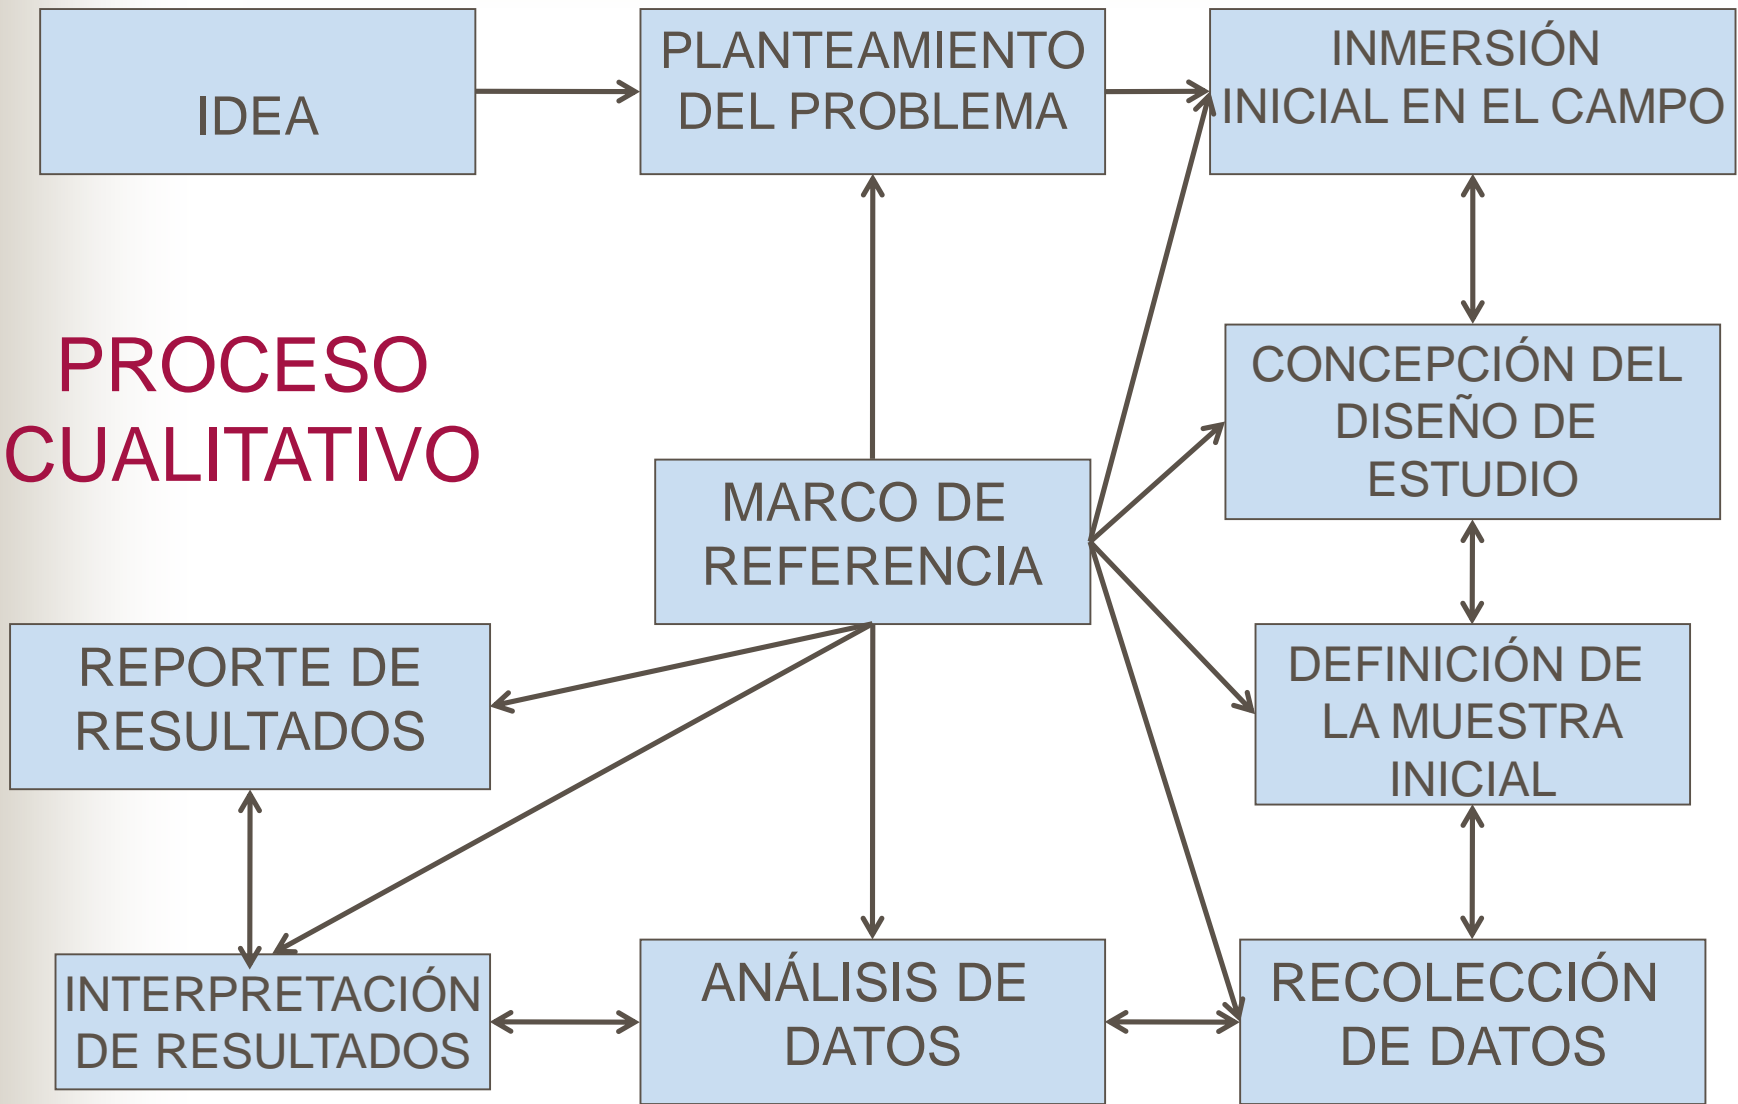 IDEA
PLANTEAMIENTO
DEL PROBLEMA
INMERSIÓN
INICIAL EN EL CAMPO
PROCESO
CUALITATIVO
CONCEPCIÓN DEL
DISEÑO DE
ESTUDIO
MARCO DE
REFERENCIA
REPORTE DE
RESULTADOS
DEFINICIÓN DE
LA MUESTRA
INICIAL
INTERPRETACIÓN
DE RESULTADOS
ANÁLISIS DE
DATOS
RECOLECCIÓN
DE DATOS